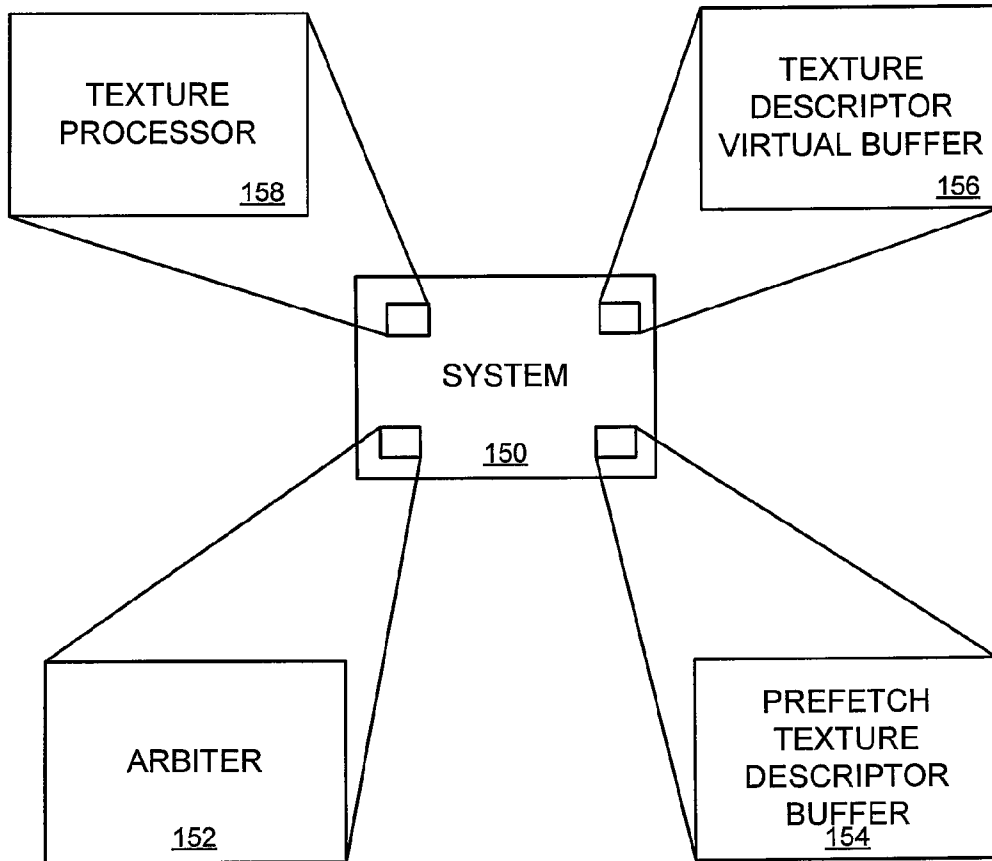 TEXTURE
PROCESSOR
158
TEXTURE
DESCRIPTOR
VIRTUAL BUFFER
156
SYSTEM
150
ARBITER
152
PREFETCH
TEXTURE
DESCRIPTOR
BUFFER
154